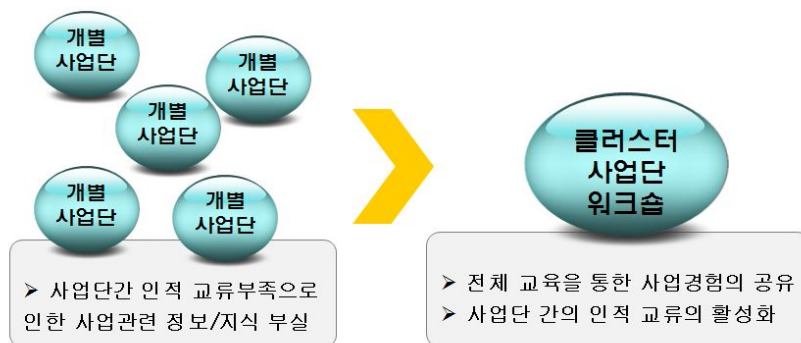 개별
사업단
개별
사업단
개별
사업단
개별
사업단
개별
사업단
➤ 사업단간 인적 교류부족으로
인한 사업관련 정보/지식 부실
클러스터
사업단
워크숍
➤ 전체 교육을 통한 사업경험의 공유
➤ 사업단 간의 인적 교류의 활성화